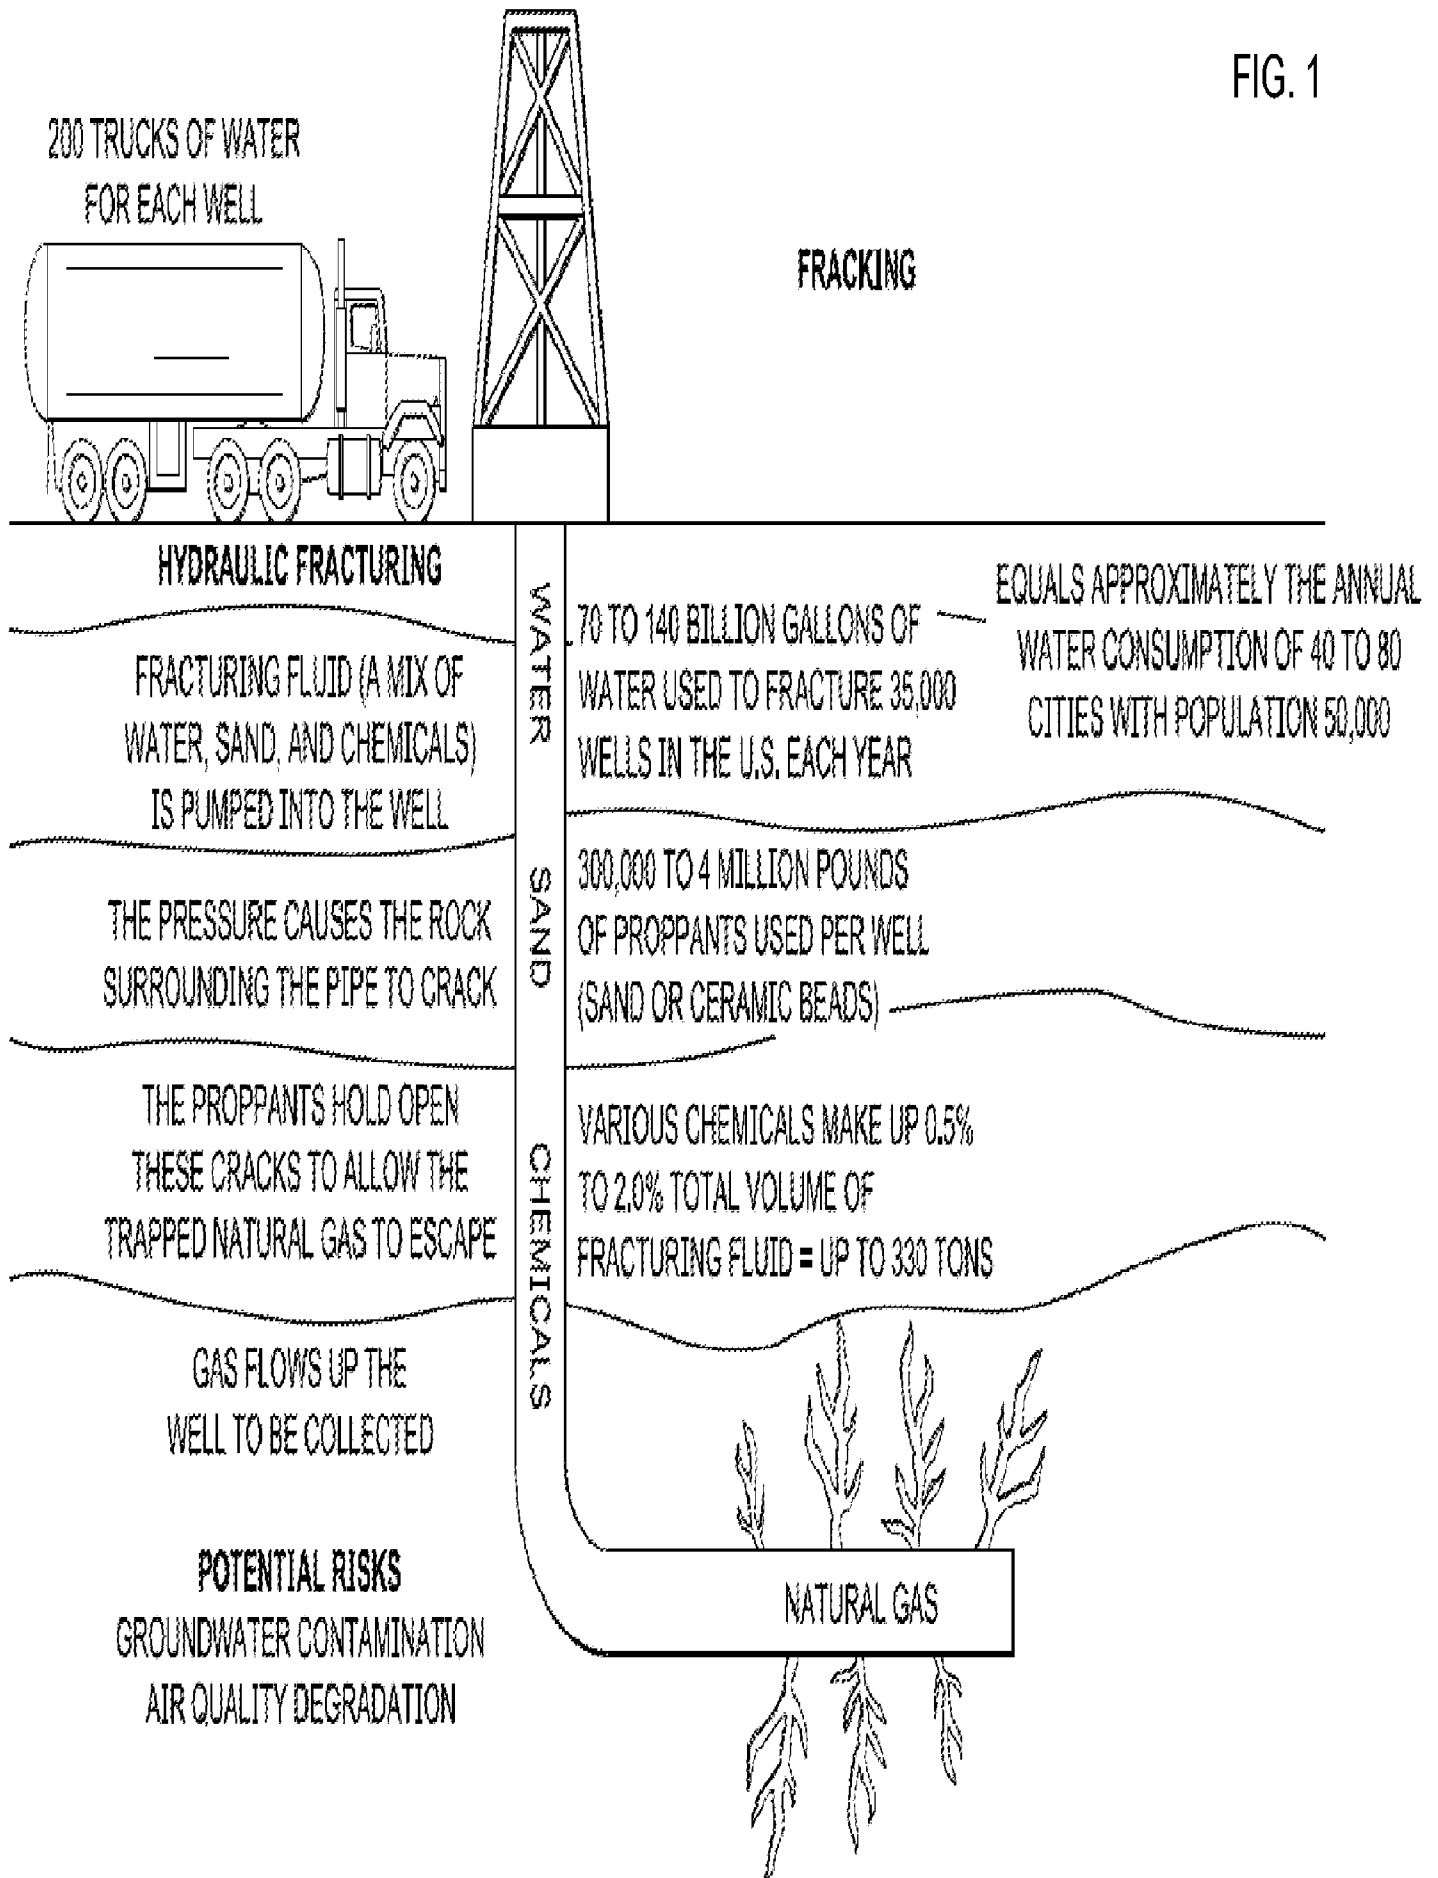 FIG. 1
200 TRUCKS OF WATER
FOR EACH WELL
FRACKING
HYDRAULIC FRACTURING
FRACTURING FLUID (A MIX OF
WATER, SAND, AND CHEMICALS)
IS PUMPED INTO THE WELL
THE PRESSURE CAUSES THE ROCK
SURROUNDING THE PIPE TO CRACK
THE PROPPANTS HOLD OPEN
THESE CRACKS TO ALLOW THE
TRAPPED NATURAL GAS TO ESCAPE
GAS FLOWS UP THE
WELL TO BE COLLECTED
POTENTIAL RISKS
GROUNDWATER CONTAMINATION
AIR QUALITY DEGRADATION
WATER
SAND
CHEMICALS
70 TO 140 BILLION GALLONS OF
WATER USED TO FRACTURE 35,000
WELLS IN THE U.S. EACH YEAR
EQUALS APPROXIMATELY THE ANNUAL
WATER CONSUMPTION OF 40 TO 80
CITIES WITH POPULATION 50,000
300,000 TO 4 MILLION POUNDS
OF PROPPANTS USED PER WELL
(SAND OR CERAMIC BEADS)
VARIOUS CHEMICALS MAKE UP 0.5%
TO 2.0% TOTAL VOLUME OF
FRACTURING FLUID = UP TO 330 TONS
NATURAL GAS